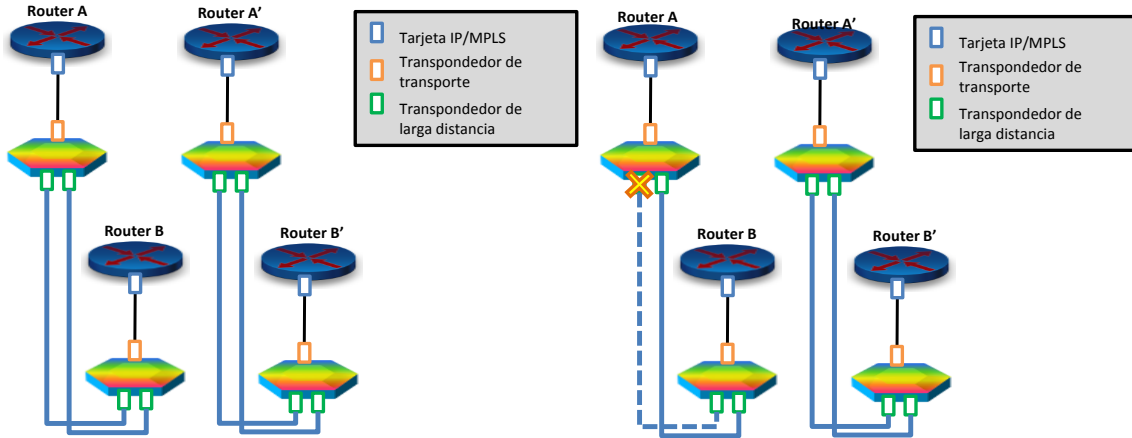 Router A
Router A’
Tarjeta IP/MPLS
Transpondedor de
transporte
Transpondedor de
larga distancia
Router B
Router B’
Router A
Router A’
Tarjeta IP/MPLS
Transpondedor de
transporte
Transpondedor de
larga distancia
Router B
Router B’